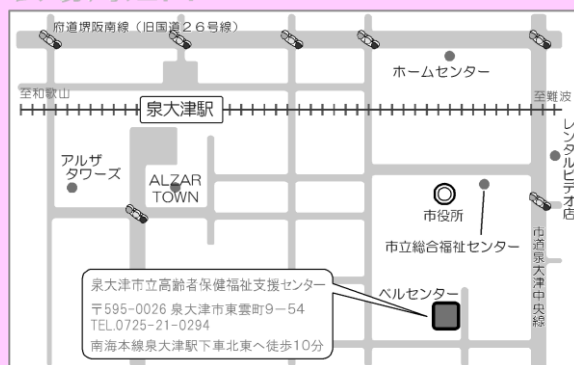 府道堺阪南線（旧国道２６号線）
ホームセンター
至和歌山
泉大津駅
至難波
レンタルビデオ店
アルザ
タワーズ
ALZAR
TOWN
市役所
市立総合福祉センター
市道泉大津中央線
ベルセンター
泉大津市立高齢者保健福祉支援センター
〒595-0026 泉大津市東雲町9－54
TEL.0725-21-0294
南海本線泉大津駅下車北東へ徒歩10分